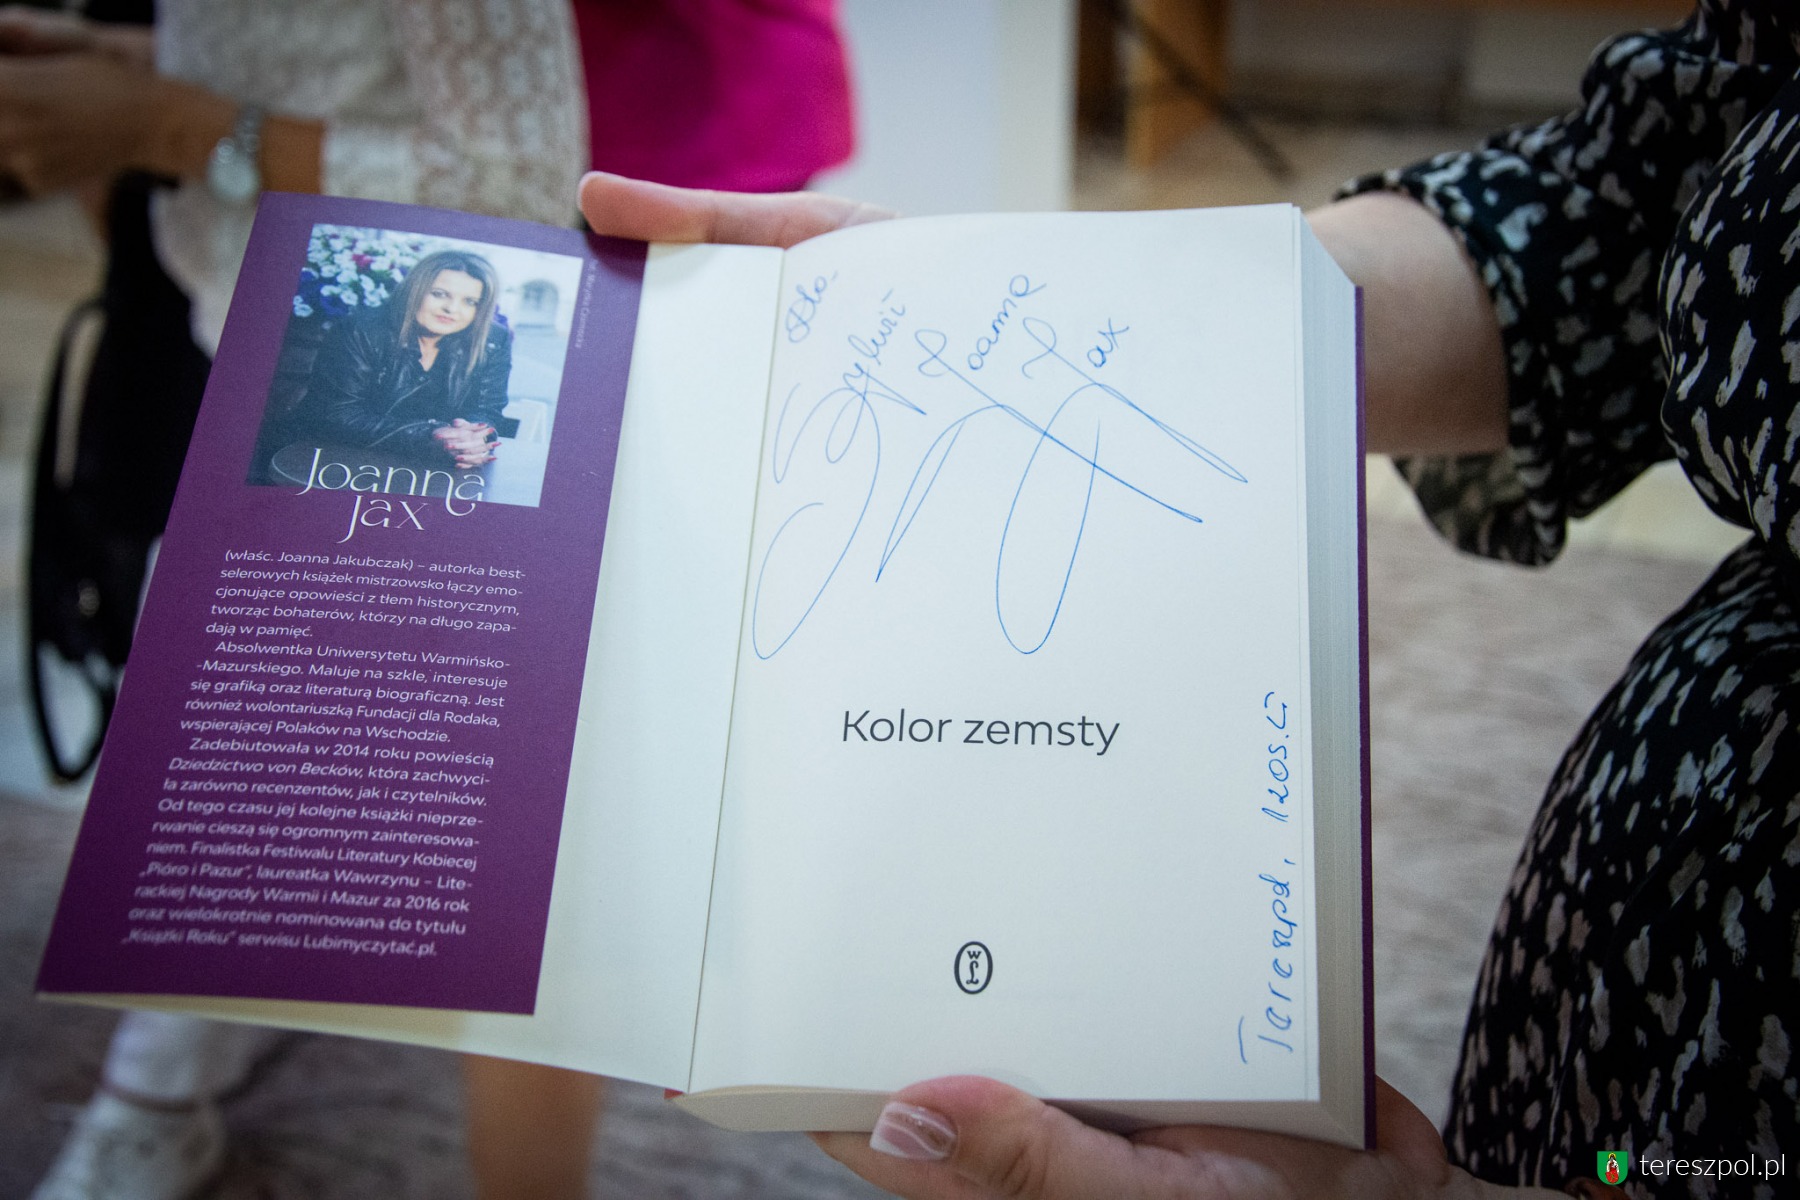 Joanna
Jax
(właśc. Joanna Jakubczak) – autorka best-
selerowych książek mistrzowsko łączy emo-
cjonujące opowieści z tłem historycznym,
tworząc bohaterów, którzy na długo zapa-
dają w pamięć.
Absolwentka Uniwersytetu Warmińsko-
-Mazurskiego. Maluje na szkle, interesuje
się grafiką oraz literaturą biograficzną. Jest
również wolontariuszką Fundacji dla Rodaka,
wspierającej Polaków na Wschodzie.
Zadebiutowała w 2014 roku powieścią
Dziedzictwo von Becków, która zachwyci-
ła zarówno recenzentów, jak i czytelników.
Od tego czasu jej kolejne książki nieprze-
rwanie cieszą się ogromnym zainteresowa-
niem. Finalistka Festiwalu Literatury Kobiecej
„Pióro i Pazur”, laureatka Wawrzynu – Lite-
rackiej Nagrody Warmii i Mazur za 2016 rok
oraz wielokrotnie nominowana do tytułu
„Książki Roku” serwisu Lubimyczytać.pl.
Dla
Joanna
Jax
Kolor zemsty
WL
Tereszpol,
tereszpol.pl